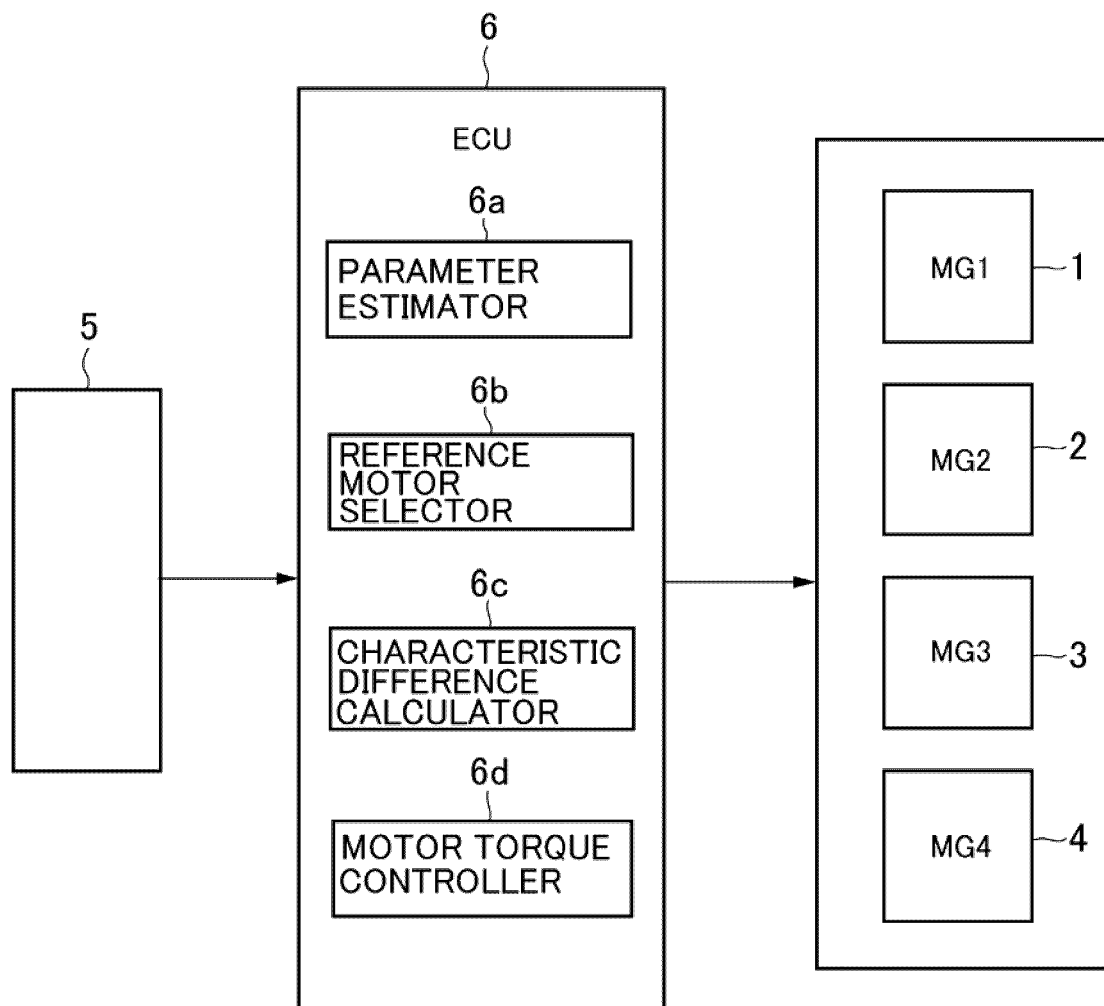 5
6
ECU
6a
PARAMETER
ESTIMATOR
6b
REFERENCE
MOTOR
SELECTOR
6c
CHARACTERISTIC
DIFFERENCE
CALCULATOR
6d
MOTOR TORQUE
CONTROLLER
MG1
1
MG2
2
MG3
3
MG4
4